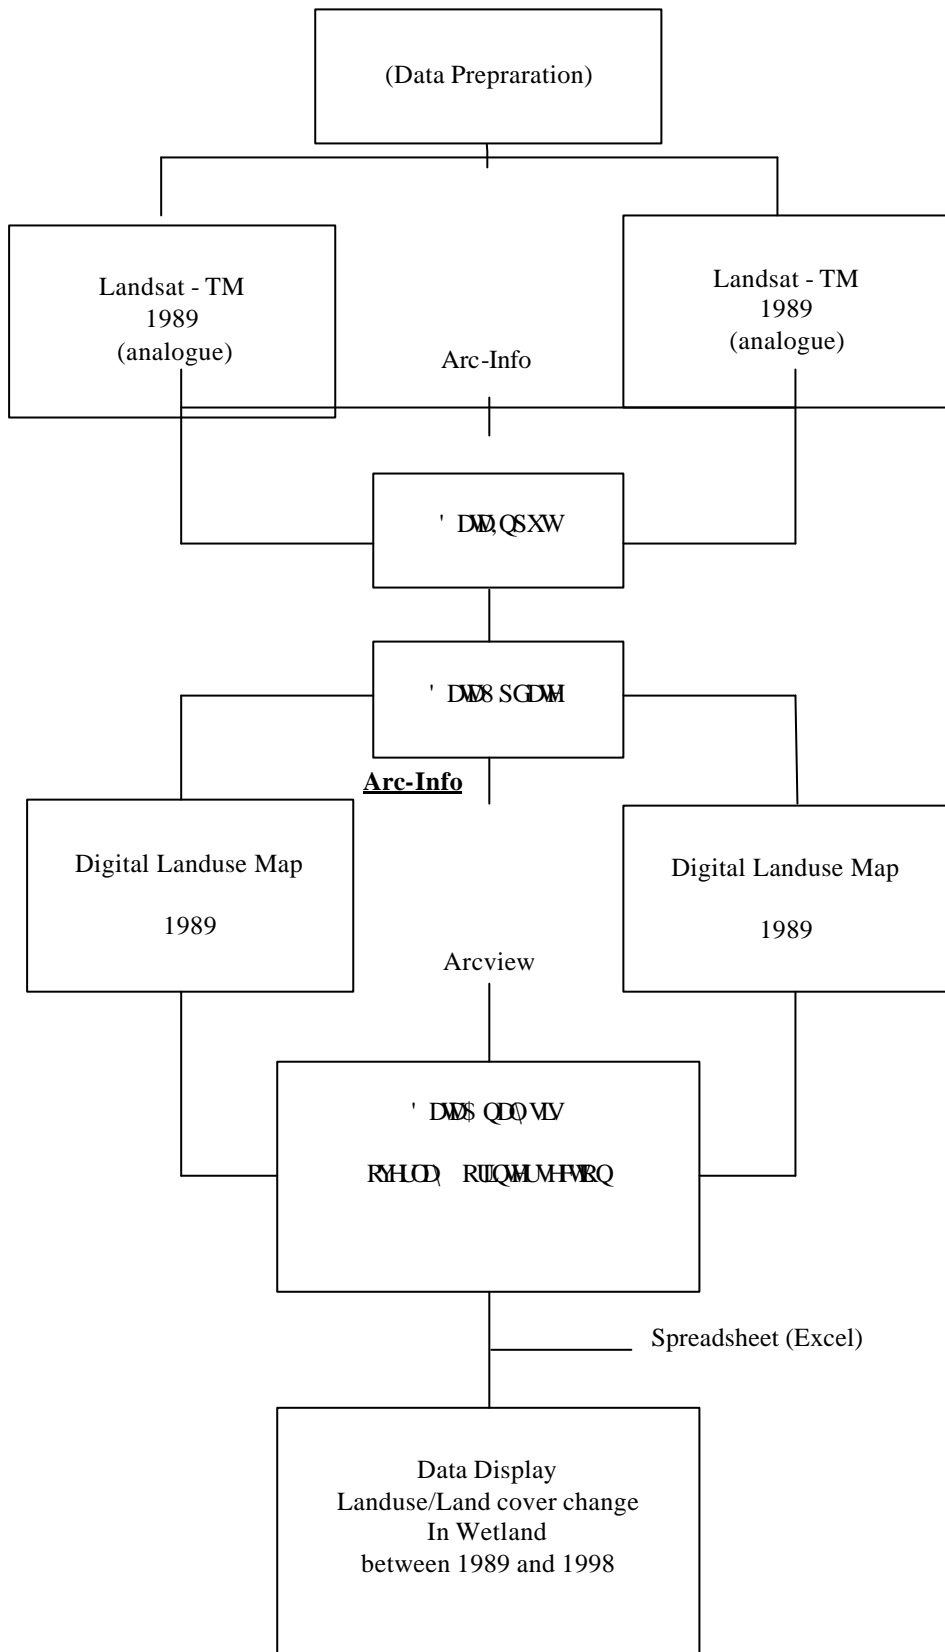 (Data Prepraration)
Landsat - TM
1989
(analogue)
Landsat - TM
1989
(analogue)
Arc-Info
Arc-Info
Digital Landuse Map
1989
Digital Landuse Map
1989
Arcview
Spreadsheet (Excel)
Data Display
Landuse/Land cover change
In Wetland
between 1989 and 1998